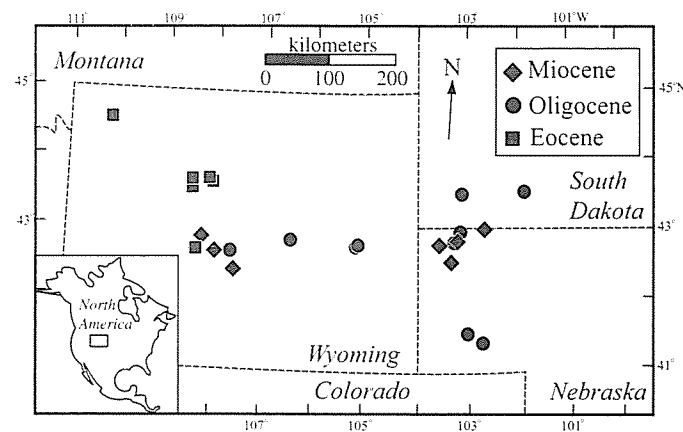 111° 109° 107° 105° 103° 101°W
kilometers
0 100 200
Montana
N
Miocene
Oligocene
Eocene
45°
45°N
South
Dakota
43°
43°
North
America
Wyoming
41°
Colorado
Nebraska
107° 105° 103° 101°